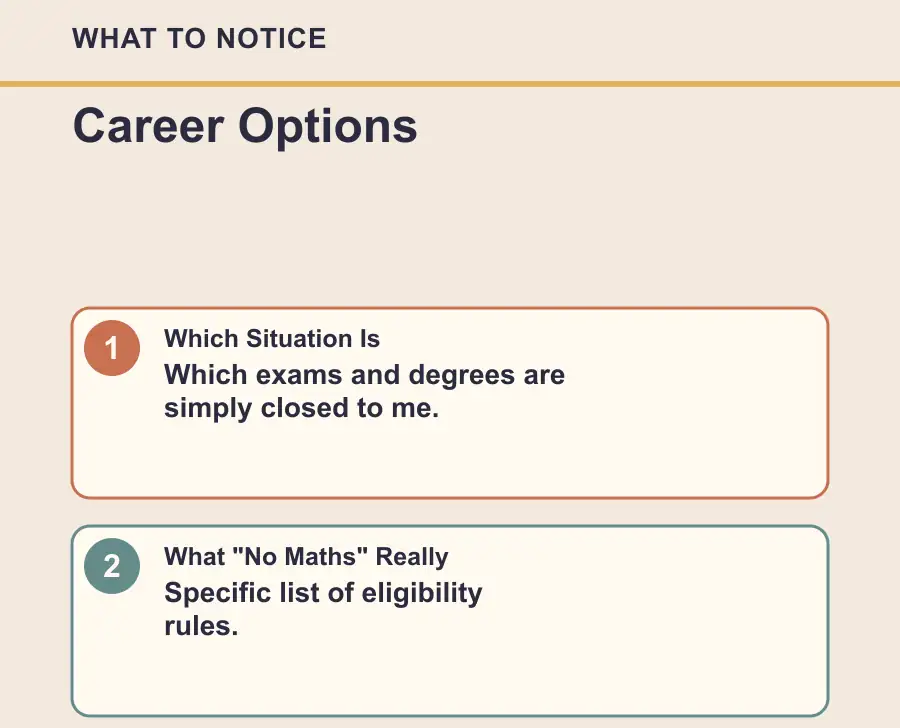 WHAT TO NOTICE
Career Options
1
Which Situation Is
Which exams and degrees are
simply closed to me.
2
What "No Maths" Really
Specific list of eligibility
rules.